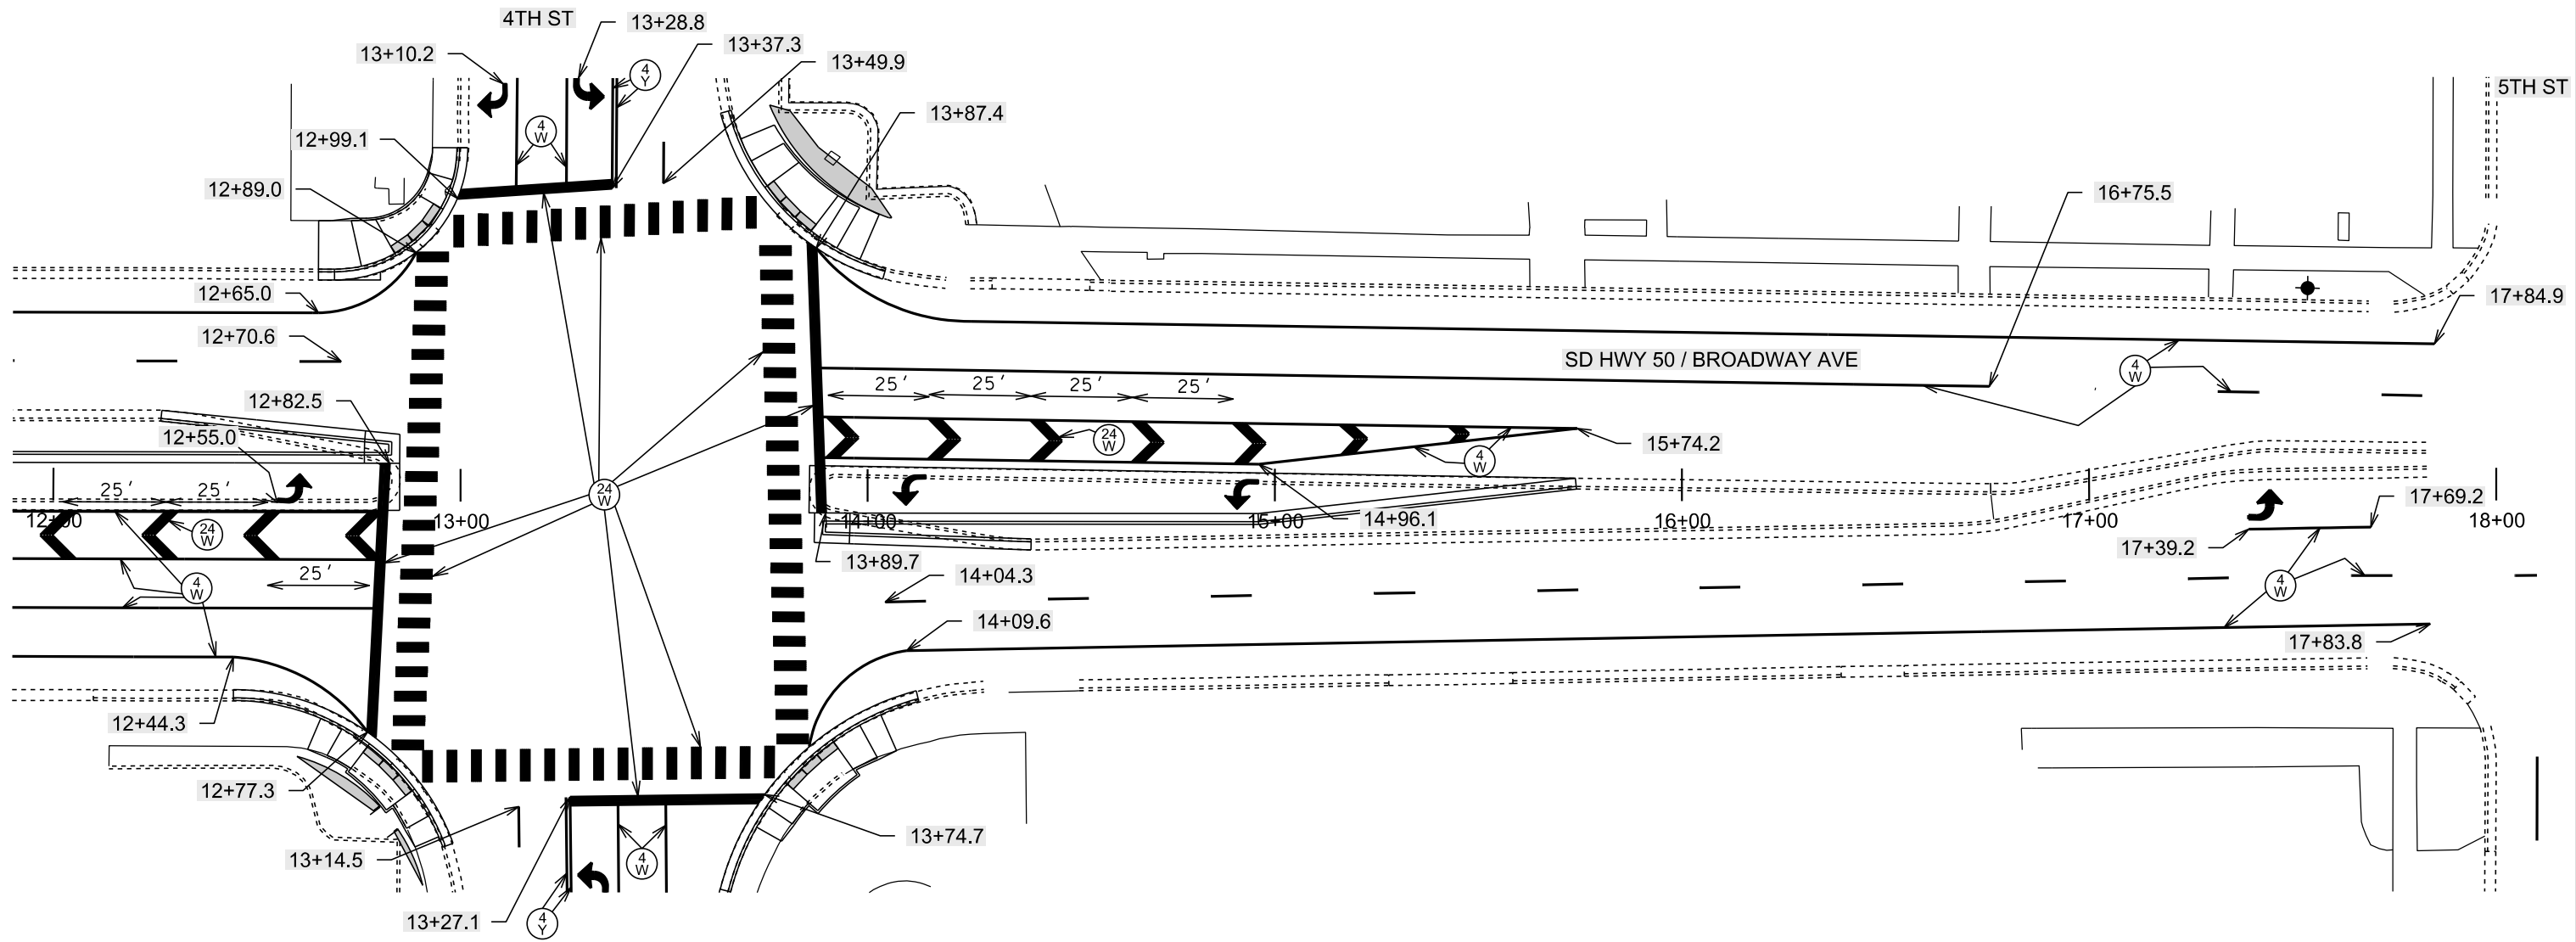 4TH ST
13+28.8
13+10.2
13+37.3
13+49.9
4
Y
5TH ST
13+87.4
12+99.1
4
W
12+89.0
16+75.5
12+65.0
17+84.9
12+70.6
SD HWY 50 / BROADWAY AVE
4
W
25' 25' 25' 25'
12+82.5
12+55.0
24
W
15+74.2
4
W
25' 25'
24
W
17+69.2
12+00 13+00 14+00 15+00 16+00 17+00 18+00
14+96.1
24
W
17+39.2
13+89.7
14+04.3
25'
4
W
4
W
14+09.6
17+83.8
12+44.3
12+77.3
13+74.7
13+14.5
4
W
13+27.1
4
Y